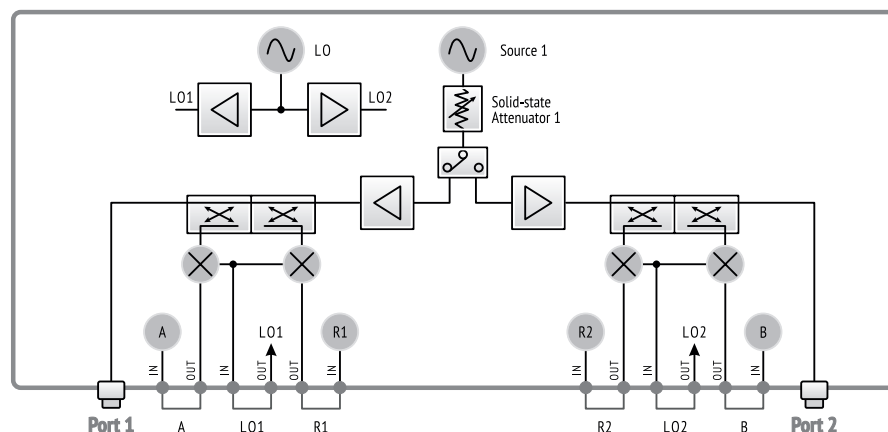 LO
Source 1
LO1
LO2
Solid-state
Attenuator 1
A
LO1
R1
R2
LO2
B
IN
OUT
IN
OUT
OUT
IN
IN
OUT
IN
OUT
OUT
IN
Port 1
A
LO1
R1
R2
LO2
B
Port 2